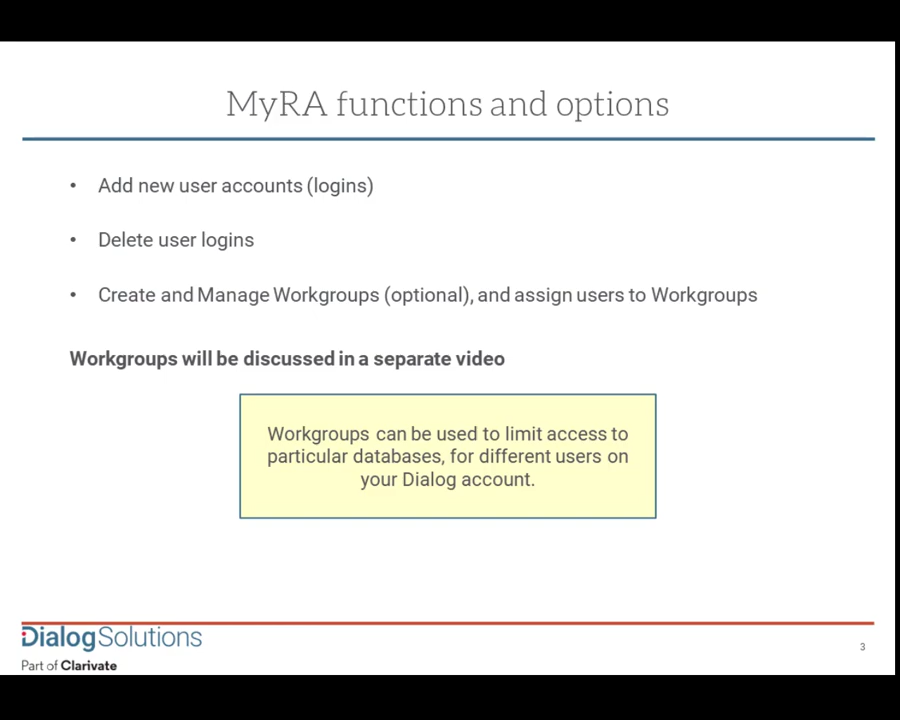 MyRA functions and options
• Add new user accounts (logins)
• Delete user logins
• Create and Manage Workgroups (optional), and assign users to Workgroups
Workgroups will be discussed in a separate video
Workgroups can be used to limit access to
particular databases, for different users on
your Dialog account.
DialogSolutions
Part of Clarivate
3